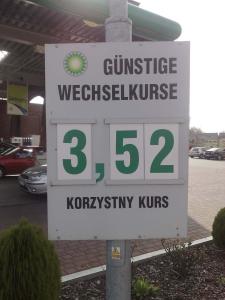 GÜNSTIGE
WECHSELKURSE
3,52
KORZYSTNY KURS